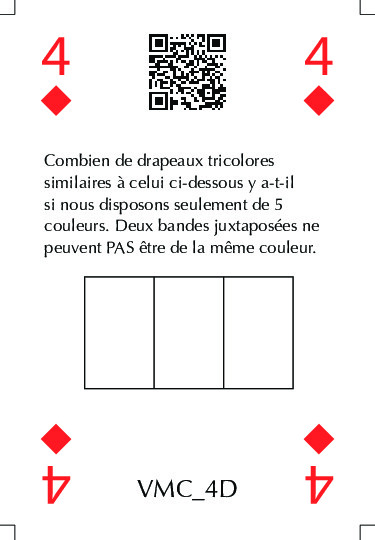 4 4
Combien de drapeaux tricolores
similaires à celui ci-dessous y a-t-il
si nous disposons seulement de 5
couleurs. Deux bandes juxtaposées ne
peuvent PAS être de la même couleur.
4 VMC_4D 4